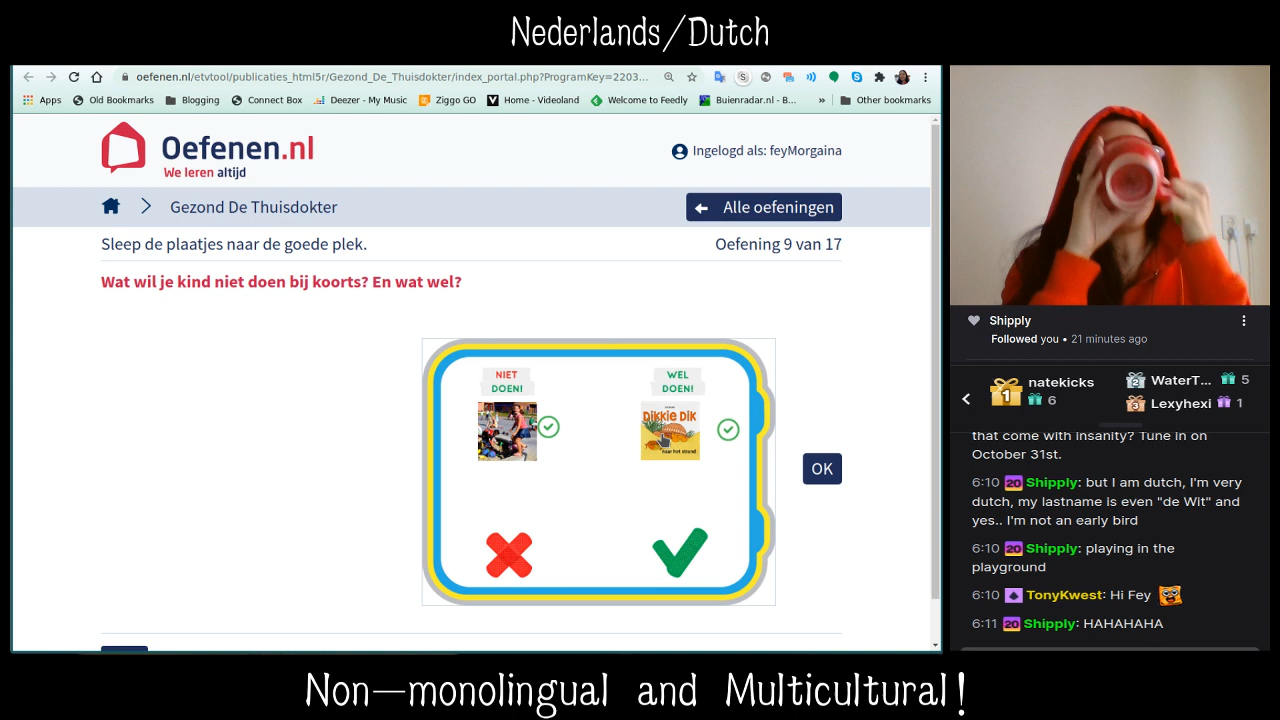 Nederlands/Dutch
oefenen.nl/etvtool/publicaties_html5r/Gezond_De_Thuisdokter/index_portal.php?ProgramKey=2203...
Apps
Old Bookmarks
Blogging
Connect Box
Deezer - My Music
Ziggo GO
Home - Videoland
Welcome to Feedly
Buienradar.nl - B...
»
Other bookmarks
Oefenen.nl
We leren altijd
Ingelogd als: feyMorgaina
Gezond De Thuisdokter
Alle oefeningen
Sleep de plaatjes naar de goede plek.
Oefening 9 van 17
Wat wil je kind niet doen bij koorts? En wat wel?
NIET
DOEN!
WEL
DOEN!
DIKKIE DIK
naar het strand
OK
Shipply
Followed you • 21 minutes ago
1
natekicks
6
2
WaterT...
5
3
Lexyhexi
1
that come with insanity? Tune in on
October 31st.
6:10 20 Shipply: but I am dutch, I'm very
dutch, my lastname is even "de Wit" and
yes.. I'm not an early bird
6:10 20 Shipply: playing in the
playground
6:10 TonyKwest: Hi Fey
6:11 20 Shipply: HAHAHAHA
Non-monolingual and Multicultural!